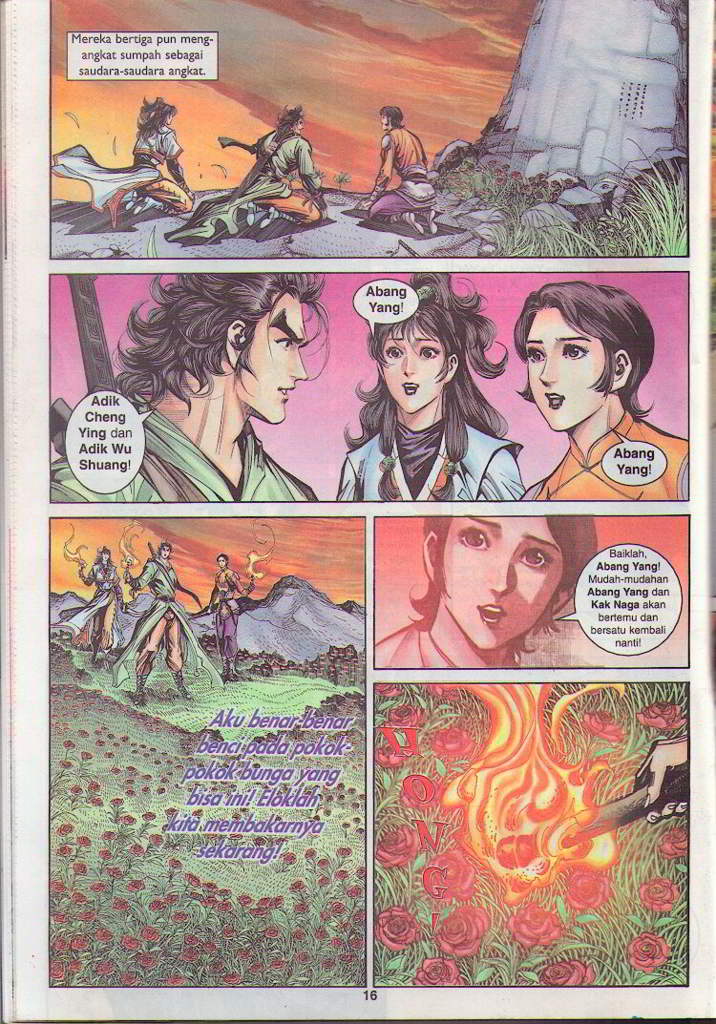 Mereka bertiga pun meng-
angkat sumpah sebagai
saudara-saudara angkat.
Adik
Cheng
Ying dan
Adik Wu
Shuang!
Abang
Yang!
Abang
Yang!
Aku benar-benar
benci pada pokok-
pokok bunga yang
bisa ini! Eloklah
kita membakarnya
sekarang!
Baiklah,
Abang Yang!
Mudah-mudahan
Abang Yang dan
Kak Naga akan
bertemu dan
bersatu kembali
nanti!
HONG!
16